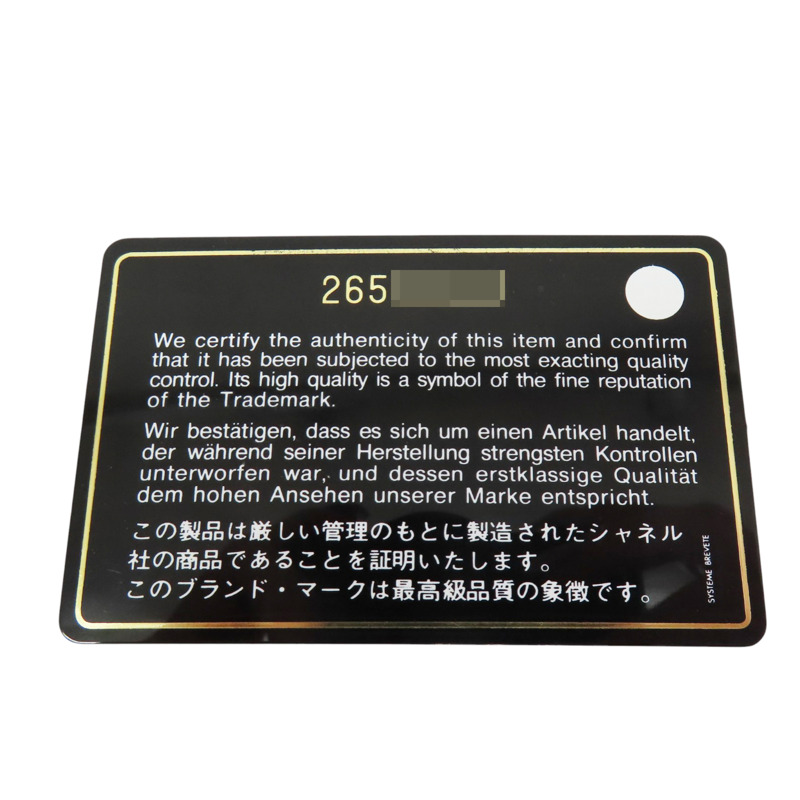 265
We certify the authenticity of this item and confirm
that it has been subjected to the most exacting quality
control. Its high quality is a symbol of the fine reputation
of the Trademark.
Wir bestätigen, dass es sich um einen Artikel handelt,
der während seiner Herstellung strengsten Kontrollen
unterworfen war, und dessen erstklassige Qualität
dem hohen Ansehen unserer Marke entspricht.
この製品は厳しい管理のもとに製造されたシャネル
社の商品であることを証明いたします。
このブランド・マークは最高級品質の象徴です。
SYSTEME BREVETE